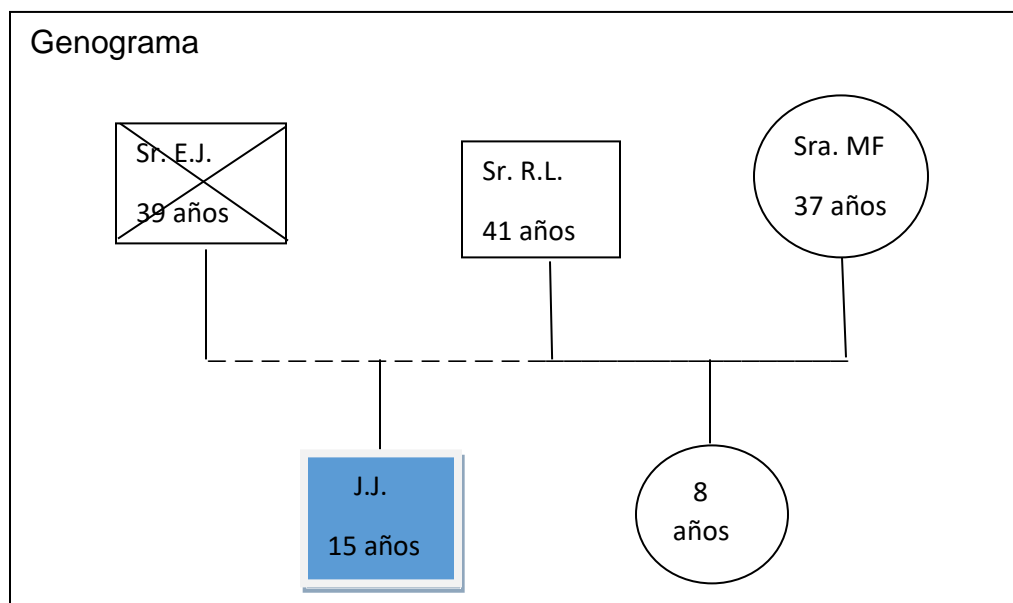 Genograma
Sr. E.J.
39 años
Sr. R.L.
41 años
Sra. MF
37 años
J.J.
15 años
8
años